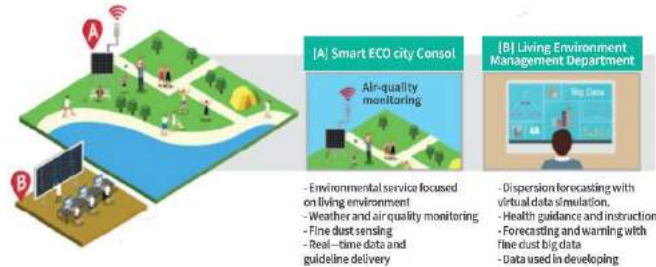 A
B
[A] Smart ECO city Consol
Air-quality
monitoring
- Environmental service focused
on living environment
- Weather and air quality monitoring
- Fine dust sensing
- Real—time data and
guideline delivery
[B] Living Environment
Management Department
Big Data
- Dispersion forecasting with
virtual data simulation.
- Health guidance and instruction
- Forecasting and warning with
fine dust big data
- Data used in developing